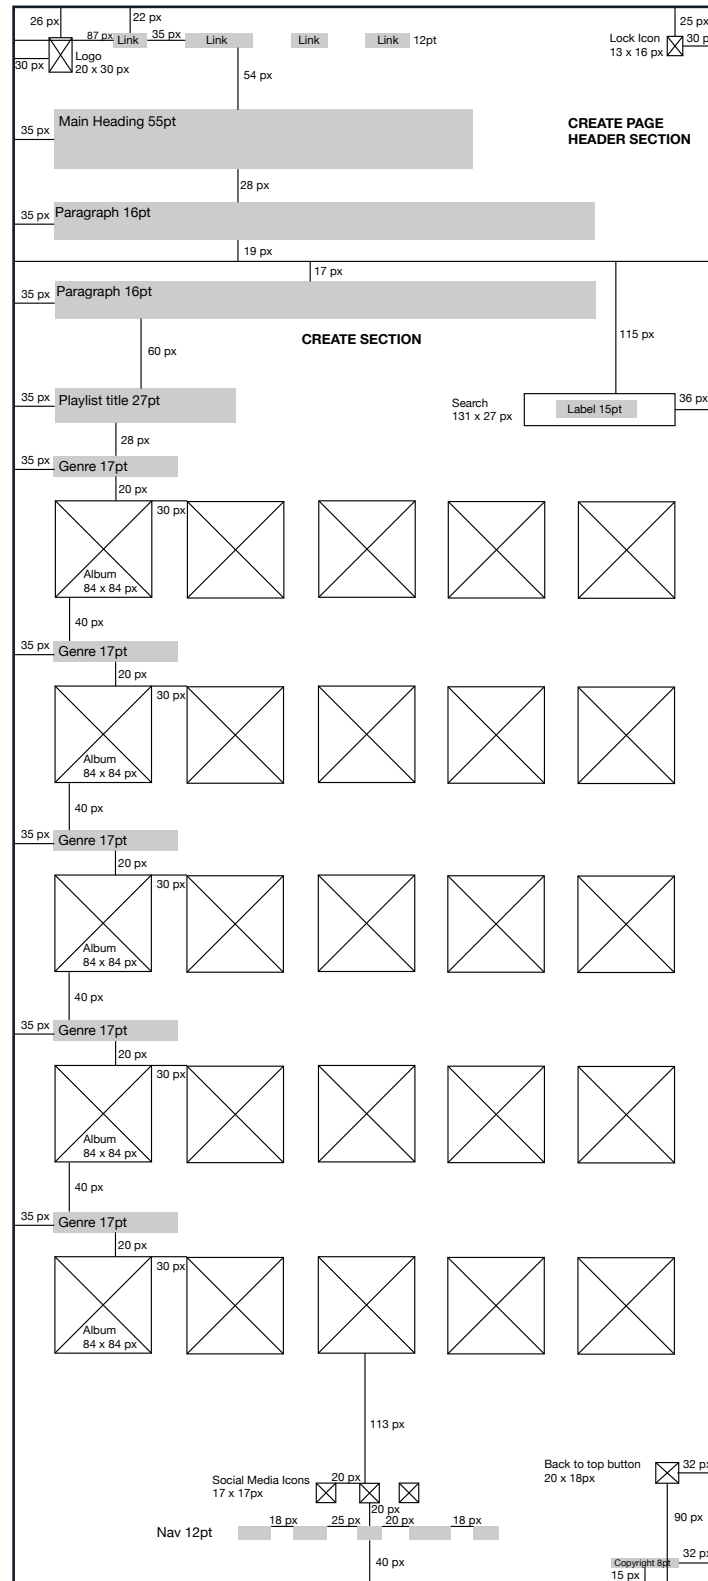 26 px
22 px
25 px
87 px
Link
35 px
Link
Link
Link
12pt
Lock Icon
13 x 16 px
30 p
30 px
Logo
20 x 30 px
54 px
35 px
Main Heading 55pt
CREATE PAGE
HEADER SECTION
28 px
35 px
Paragraph 16pt
19 px
17 px
35 px
Paragraph 16pt
CREATE SECTION
115 px
60 px
35 px
Playlist title 27pt
Search
131 x 27 px
Label 15pt
36 px
28 px
35 px
Genre 17pt
20 px
30 px
Album
84 x 84 px
40 px
35 px
Genre 17pt
20 px
30 px
Album
84 x 84 px
40 px
35 px
Genre 17pt
20 px
30 px
Album
84 x 84 px
40 px
35 px
Genre 17pt
20 px
30 px
Album
84 x 84 px
40 px
35 px
Genre 17pt
20 px
30 px
Album
84 x 84 px
113 px
Social Media Icons
17 x 17px
20 px
Back to top button
20 x 18px
32 px
20 px
Nav 12pt
18 px
25 px
20 px
18 px
90 px
40 px
Copyright 8pt
32 px
15 px